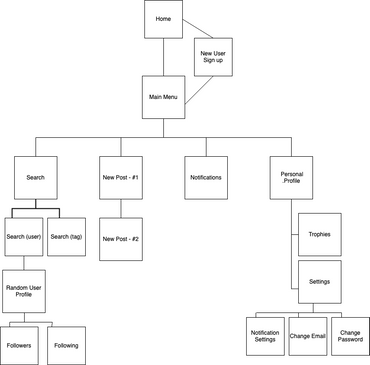 Home
New User
Sign up
Main Menu
Search
New Post - #1
Notifications
Personal
.Profile
Search (user)
Search (tag)
New Post - #2
Trophies
Random User
Profile
Settings
Followers
Following
Notification
Settings
Change Email
Change
Password